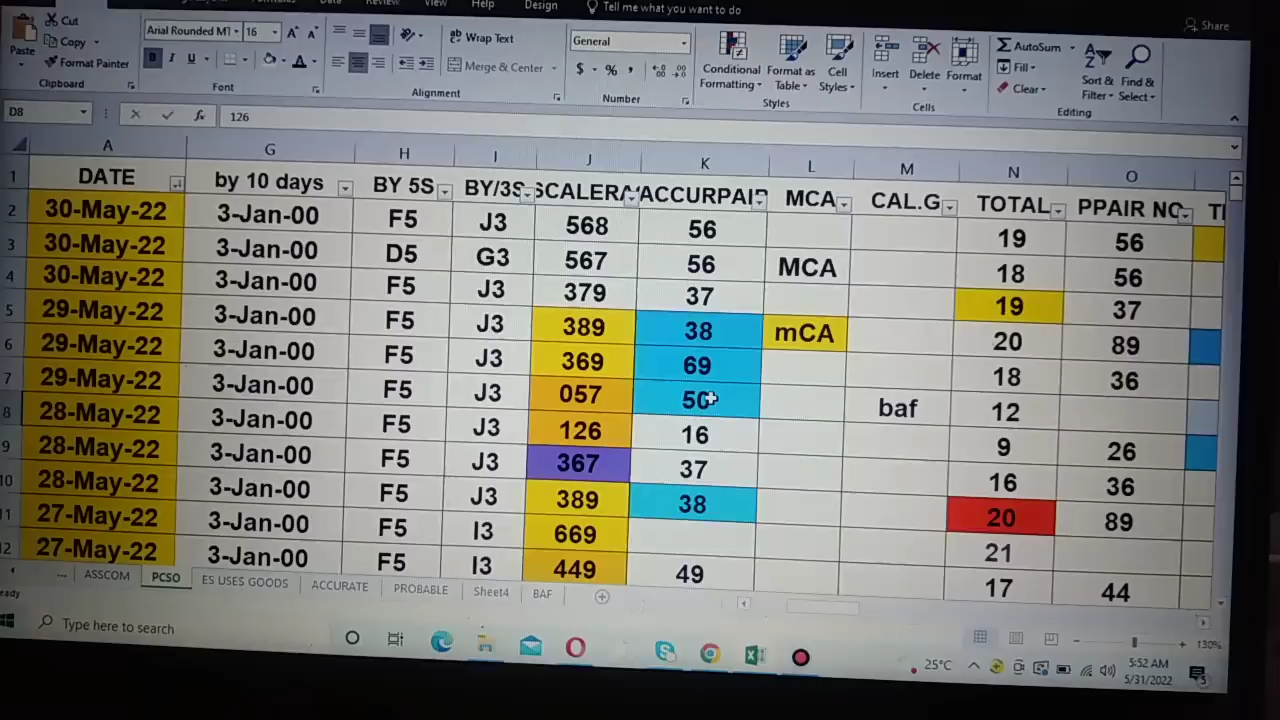 View Help Design Tell me what you want to do Share
Cut
Copy
Format Painter
Paste
Clipboard
Arial Rounded MT 16 A A
B I U A
Font
Wrap Text
Merge & Center
Alignment
General
$ % ,
Number
Conditional Formatting
Format as Table
Cell Styles
Styles
Insert Delete Format
Cells
AutoSum
Fill
Clear
Sort & Filter
Find & Select
Editing
D8 fx 126
A G H I J K L M N O
1 DATE by 10 days BY 5S BY/3S SCALERA ACCURPAIR MCA CAL.G TOTAL PPAIR NO
2 30-May-22 3-Jan-00 F5 J3 568 56 19 56
3 30-May-22 3-Jan-00 D5 G3 567 56 MCA 18 56
4 30-May-22 3-Jan-00 F5 J3 379 37 19 37
5 29-May-22 3-Jan-00 F5 J3 389 38 mCA 20 89
6 29-May-22 3-Jan-00 F5 J3 369 69 18 36
7 29-May-22 3-Jan-00 F5 J3 057 50 baf 12
8 28-May-22 3-Jan-00 F5 J3 126 16 9 26
9 28-May-22 3-Jan-00 F5 J3 367 37 16 36
10 28-May-22 3-Jan-00 F5 J3 389 38 20 89
11 27-May-22 3-Jan-00 F5 I3 669 21
12 27-May-22 3-Jan-00 F5 I3 449 49 17 44
... ASSCOM PCSO ES USES GOODS ACCURATE PROBABLE Sheet4 BAF
eady 130%
Type here to search 25°C 5:52 AM
5/31/2022 5